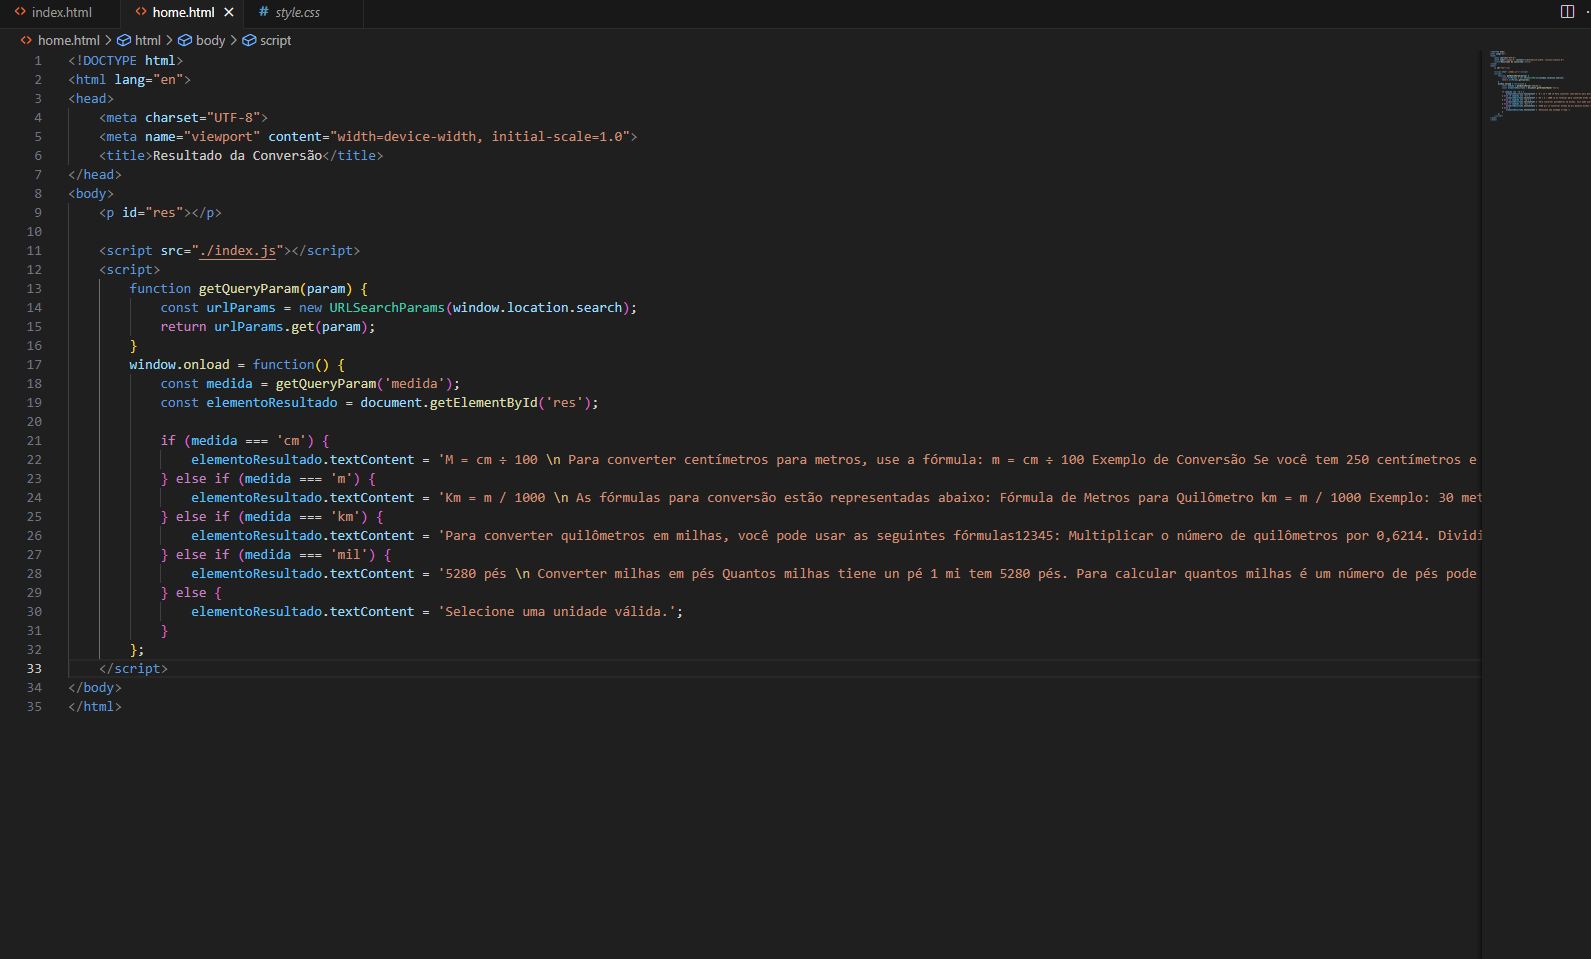 index.html home.html style.css
home.html > html > body > script
1 <!DOCTYPE html>
2 <html lang="en">
3 <head>
4 <meta charset="UTF-8">
5 <meta name="viewport" content="width=device-width, initial-scale=1.0">
6 <title>Resultado da Conversão</title>
7 </head>
8 <body>
9 <p id="res"></p>
10
11 <script src="./index.js"></script>
12 <script>
13 function getQueryParam(param) {
14 const urlParams = new URLSearchParams(window.location.search);
15 return urlParams.get(param);
16 }
17 window.onload = function() {
18 const medida = getQueryParam('medida');
19 const elementoResultado = document.getElementById('res');
20
21 if (medida === 'cm') {
22 elementoResultado.textContent = 'M = cm ÷ 100 \n Para converter centímetros para metros, use a fórmula: m = cm ÷ 100 Exemplo de Conversão Se você tem 250 centímetros e
23 } else if (medida === 'm') {
24 elementoResultado.textContent = 'Km = m / 1000 \n As fórmulas para conversão estão representadas abaixo: Fórmula de Metros para Quilômetro km = m / 1000 Exemplo: 30 met
25 } else if (medida === 'km') {
26 elementoResultado.textContent = 'Para converter quilômetros em milhas, você pode usar as seguintes fórmulas12345: Multiplicar o número de quilômetros por 0,6214. Dividi
27 } else if (medida === 'mil') {
28 elementoResultado.textContent = '5280 pés \n Converter milhas em pés Quantos milhas tiene un pé 1 mi tem 5280 pés. Para calcular quantos milhas é um número de pés pode
29 } else {
30 elementoResultado.textContent = 'Selecione uma unidade válida.';
31 }
32 };
33 </script>
34 </body>
35 </html>